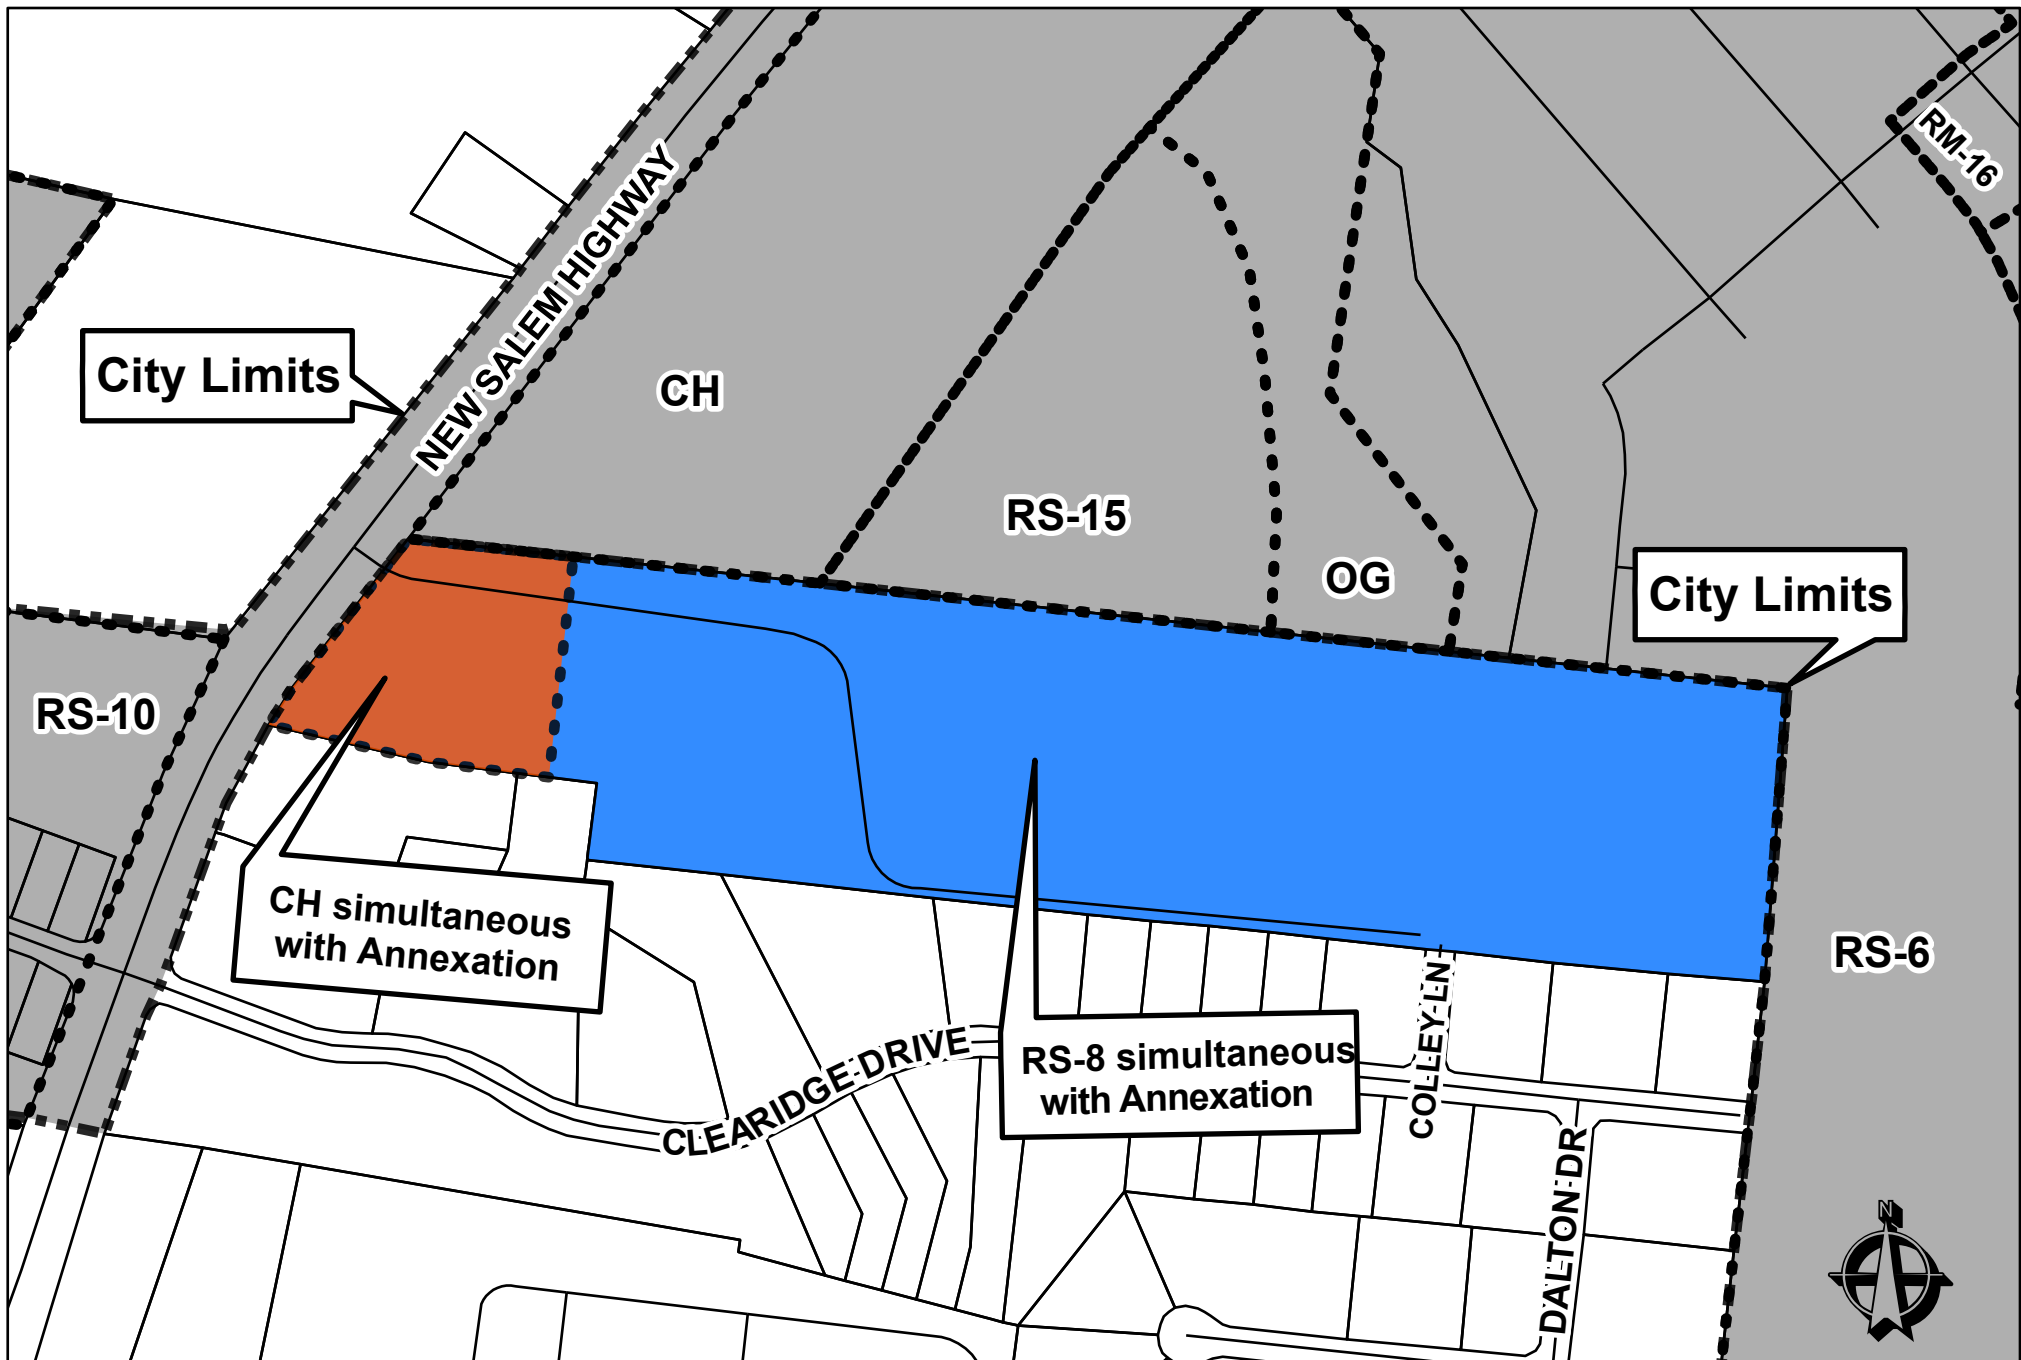 RM-16
NEW SALEM HIGHWAY
City Limits
CH
RS-15
OG
City Limits
RS-10
CH simultaneous
with Annexation
RS-6
RS-8 simultaneous
with Annexation
COLLEY LN
CLEARIDGE DRIVE
DALTON DR
N